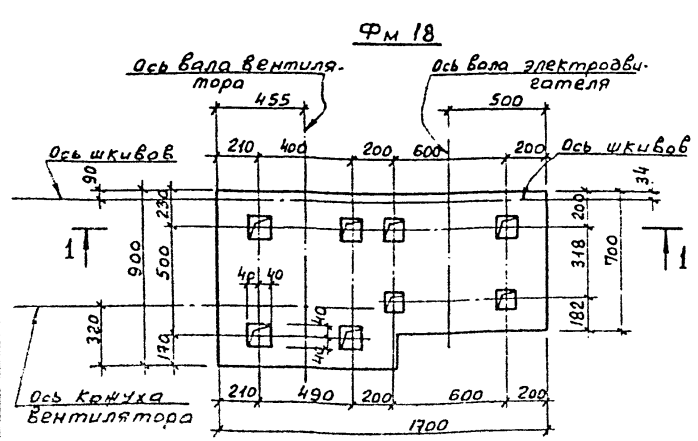 Фм 18
Ось вала вентиля-
тора
Ось вала электродви-
гателя
455
500
210 400 200 600 200
Ось шкивов
Ось шкивов
90
34
230
200
1
1
900
500
318
700
40 40
320
170
40
40
182
Ось кожуха
вентилятора
210 490 200 600 200
1700